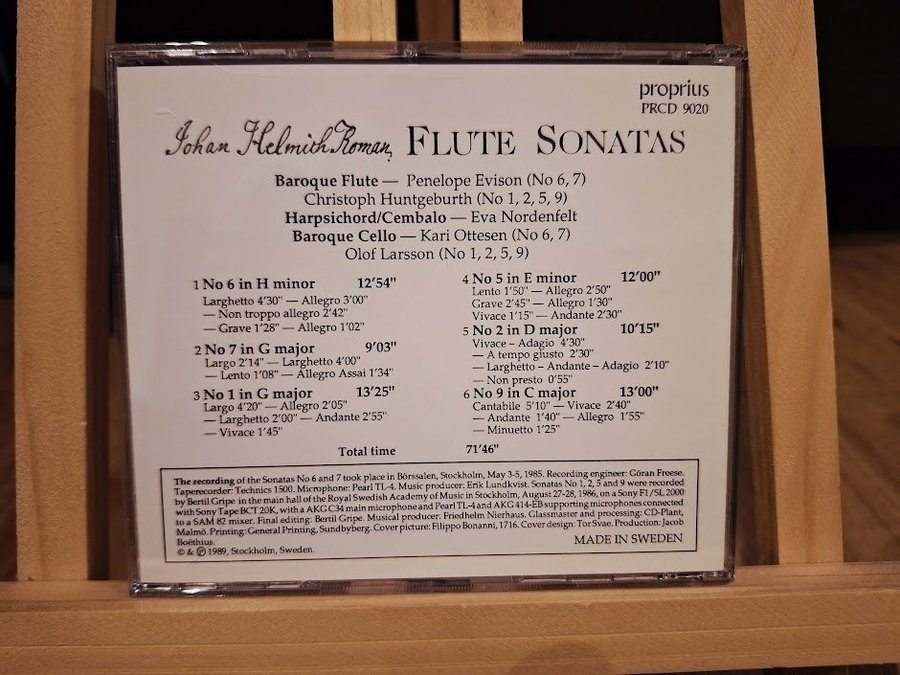 proprius
PRCD 9020
Johan Helmich Roman, FLUTE SONATAS
Baroque Flute — Penelope Evison (No 6, 7)
Christoph Huntgeburth (No 1, 2, 5, 9)
Harpsichord/Cembalo — Eva Nordenfelt
Baroque Cello — Kari Ottesen (No 6, 7)
Olof Larsson (No 1, 2, 5, 9)
1 No 6 in H minor 12'54"
Larghetto 4'30" — Allegro 3'00"
— Non troppo allegro 2'42"
— Grave 1'28" — Allegro 1'02"
2 No 7 in G major 9'03"
Largo 2'14" — Larghetto 4'00"
— Lento 1'08" — Allegro Assai 1'34"
3 No 1 in G major 13'25"
Largo 4'20" — Allegro 2'05"
— Larghetto 2'00" — Andante 2'55"
— Vivace 1'45"
4 No 5 in E minor 12'00"
Lento 1'50" — Allegro 2'50"
Grave 2'45" — Allegro 1'30"
Vivace 1'15" — Andante 2'30"
5 No 2 in D major 10'15"
Vivace – Adagio 4'30"
— A tempo giusto 2'30"
— Larghetto – Andante – Adagio 2'10"
— Non presto 0'55"
6 No 9 in C major 13'00"
Cantabile 5'10" — Vivace 2'40"
— Andante 1'40" — Allegro 1'55"
— Minuetto 1'25"
Total time 71'46"
The recording of the Sonatas No 6 and 7 took place in Börssalen, Stockholm, May 3-5, 1985. Recording engineer: Göran Freese.
Taperecorder: Technics 1500. Microphone: Pearl TL-4. Music producer: Erik Lundkvist. Sonatas No 1, 2, 5 and 9 were recorded
by Bertil Gripe in the main hall of the Royal Swedish Academy of Music in Stockholm, August 27-28, 1986, on a Sony F1/SL 2000
with Sony Tape BCT 20K, with a AKG C34 main microphone and Pearl TL-4 and AKG 414-EB supporting microphones connected
to a SAM 82 mixer. Final editing: Bertil Gripe. Musical producer: Friedhelm Nierhaus. Glassmaster and processing: CD-Plant,
Malmö. Printing: General Printing, Sundbyberg. Cover picture: Filippo Bonanni, 1716. Cover design: Tor Svae. Production: Jacob
Boëthius.
© & ℗ 1989, Stockholm, Sweden.
MADE IN SWEDEN